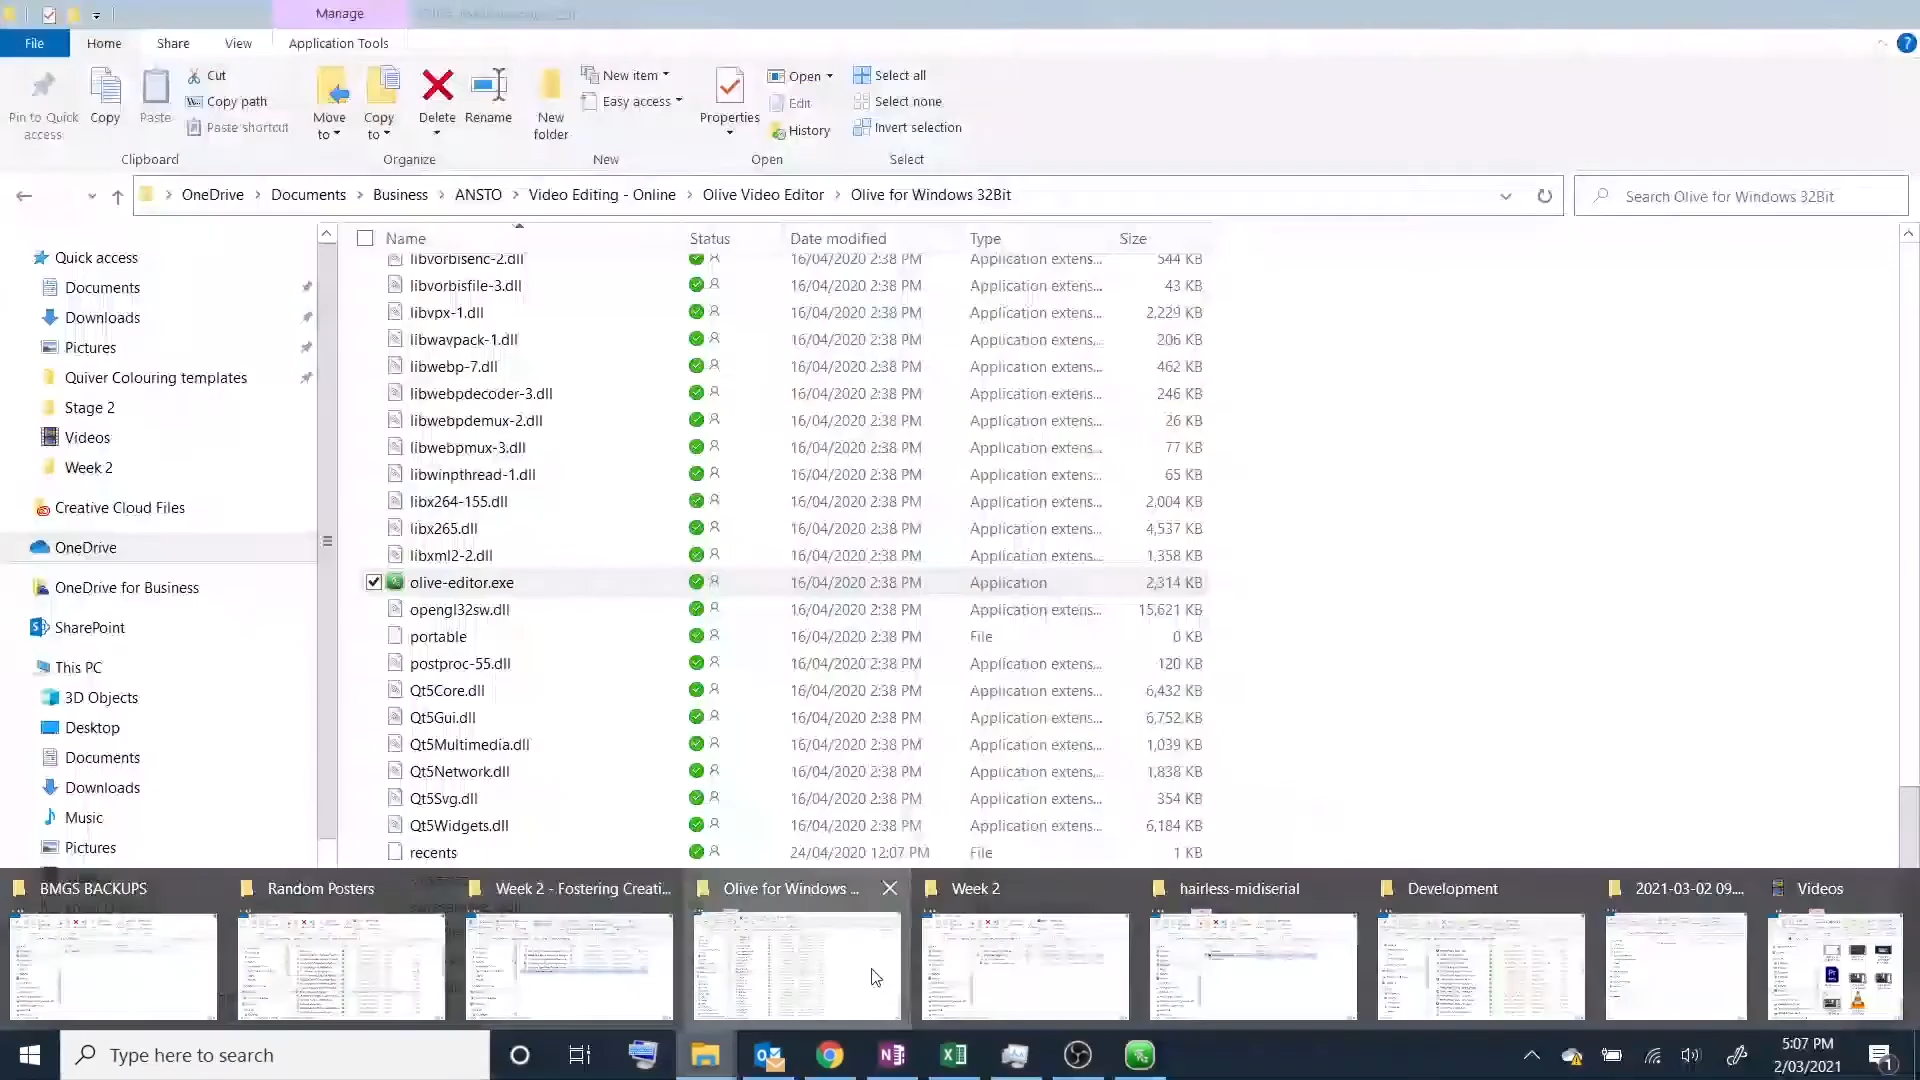 Manage
File
Home
Share
View
Application Tools
Pin to Quick access
Copy
Paste
Cut
Copy path
Paste shortcut
Clipboard
Move to
Copy to
Delete
Rename
Organize
New folder
New item
Easy access
New
Properties
Open
Edit
History
Open
Select all
Select none
Invert selection
Select
OneDrive > Documents > Business > ANSTO > Video Editing - Online > Olive Video Editor > Olive for Windows 32Bit
Search Olive for Windows 32Bit
Quick access
Documents
Downloads
Pictures
Quiver Colouring templates
Stage 2
Videos
Week 2
Creative Cloud Files
OneDrive
OneDrive for Business
SharePoint
This PC
3D Objects
Desktop
Documents
Downloads
Music
Pictures
Name Status Date modified Type Size
libvorbisenc-2.dll 16/04/2020 2:38 PM Application extens... 544 KB
libvorbisfile-3.dll 16/04/2020 2:38 PM Application extens... 43 KB
libvpx-1.dll 16/04/2020 2:38 PM Application extens... 2,229 KB
libwavpack-1.dll 16/04/2020 2:38 PM Application extens... 206 KB
libwebp-7.dll 16/04/2020 2:38 PM Application extens... 462 KB
libwebpdecoder-3.dll 16/04/2020 2:38 PM Application extens... 246 KB
libwebpdemux-2.dll 16/04/2020 2:38 PM Application extens... 26 KB
libwebpmux-3.dll 16/04/2020 2:38 PM Application extens... 77 KB
libwinpthread-1.dll 16/04/2020 2:38 PM Application extens... 65 KB
libx264-155.dll 16/04/2020 2:38 PM Application extens... 2,004 KB
libx265.dll 16/04/2020 2:38 PM Application extens... 4,537 KB
libxml2-2.dll 16/04/2020 2:38 PM Application extens... 1,358 KB
olive-editor.exe 16/04/2020 2:38 PM Application 2,314 KB
opengl32sw.dll 16/04/2020 2:38 PM Application extens... 15,621 KB
portable 16/04/2020 2:38 PM File 0 KB
postproc-55.dll 16/04/2020 2:38 PM Application extens... 120 KB
Qt5Core.dll 16/04/2020 2:38 PM Application extens... 6,432 KB
Qt5Gui.dll 16/04/2020 2:38 PM Application extens... 6,752 KB
Qt5Multimedia.dll 16/04/2020 2:38 PM Application extens... 1,039 KB
Qt5Network.dll 16/04/2020 2:38 PM Application extens... 1,838 KB
Qt5Svg.dll 16/04/2020 2:38 PM Application extens... 354 KB
Qt5Widgets.dll 16/04/2020 2:38 PM Application extens... 6,184 KB
recents 24/04/2020 12:07 PM File 1 KB
BMGS BACKUPS
Random Posters
Week 2 - Fostering Creati...
Olive for Windows ...
Week 2
hairless-midiserial
Development
2021-03-02 09....
Videos
Type here to search
5:07 PM
2/03/2021
1